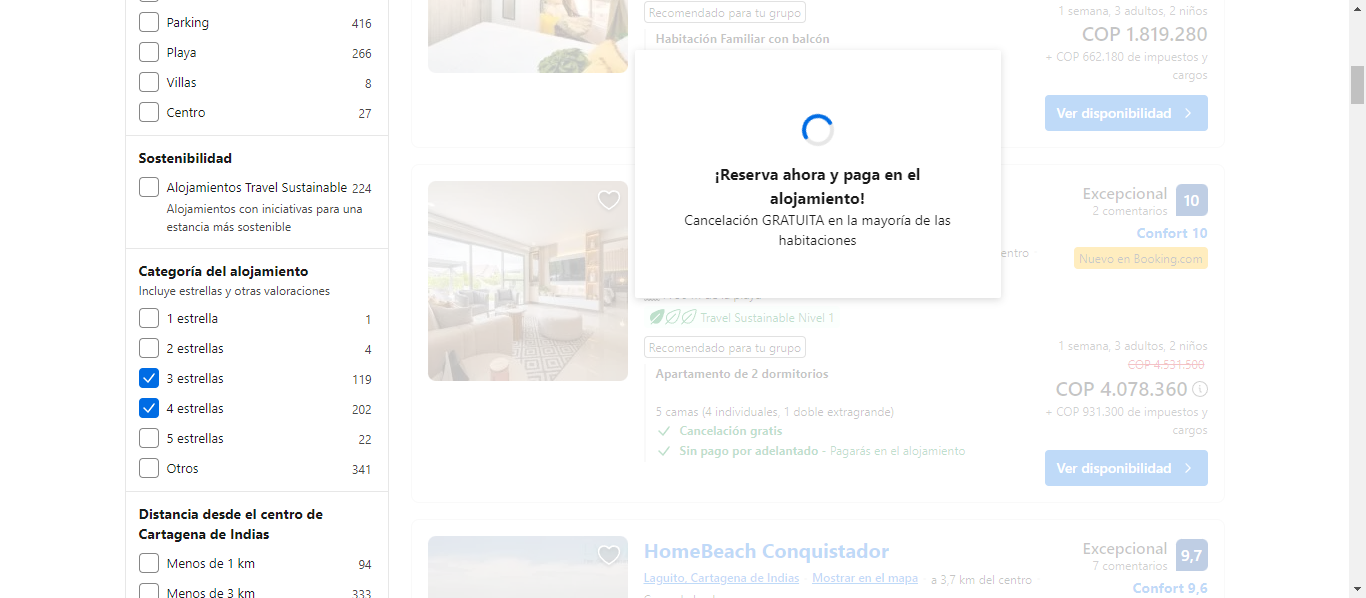 Parking 416
Playa 266
Villas 8
Centro 27
Sostenibilidad
Alojamientos Travel Sustainable 224
Alojamientos con iniciativas para una
estancia más sostenible
Categoría del alojamiento
Incluye estrellas y otras valoraciones
1 estrella 1
2 estrellas 4
3 estrellas 119
4 estrellas 202
5 estrellas 22
Otros 341
Distancia desde el centro de
Cartagena de Indias
Menos de 1 km 94
Menos de 3 km 333
Recomendado para tu grupo
Habitación Familiar con balcón
1 semana, 3 adultos, 2 niños
COP 1.819.280
+ COP 662.180 de impuestos y
cargos
Ver disponibilidad
¡Reserva ahora y paga en el
alojamiento!
Cancelación GRATUITA en la mayoría de las
habitaciones
Excepcional 10
2 comentarios
Confort 10
Nuevo en Booking.com
Travel Sustainable Nivel 1
Recomendado para tu grupo
Apartamento de 2 dormitorios
5 camas (4 individuales, 1 doble extragrande)
Cancelación gratis
Sin pago por adelantado - Pagarás en el alojamiento
1 semana, 3 adultos, 2 niños
COP 4.531.500
COP 4.078.360
+ COP 931.300 de impuestos y
cargos
Ver disponibilidad
HomeBeach Conquistador
Laguito, Cartagena de Indias Mostrar en el mapa a 3,7 km del centro
Excepcional 9,7
7 comentarios
Confort 9,6